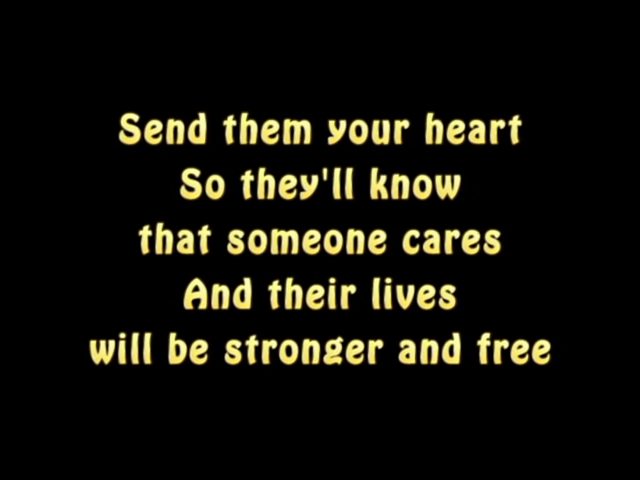 Send them your heart
So they'll know
that someone cares
And their lives
will be stronger and free